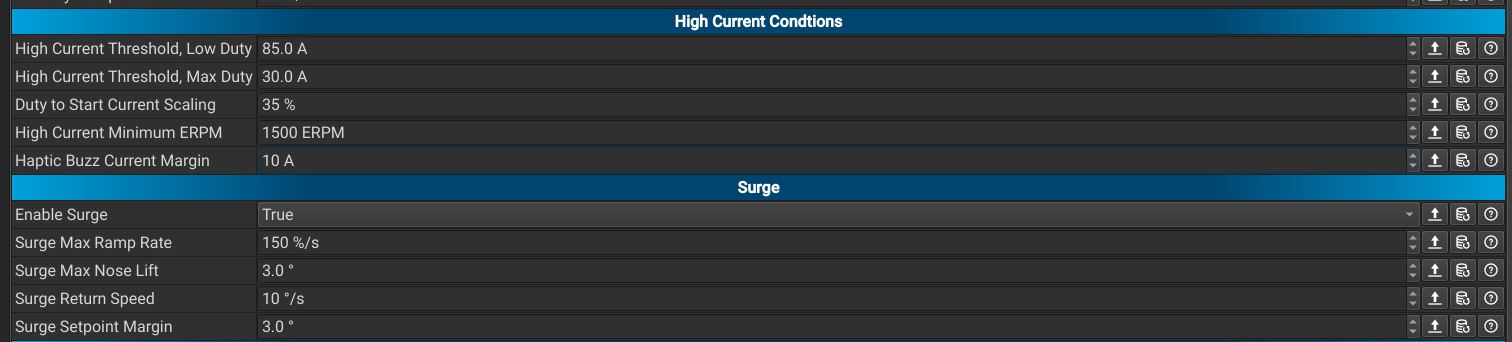 High Current Condtions
High Current Threshold, Low Duty 85.0 A
High Current Threshold, Max Duty 30.0 A
Duty to Start Current Scaling 35 %
High Current Minimum ERPM 1500 ERPM
Haptic Buzz Current Margin 10 A
Surge
Enable Surge True
Surge Max Ramp Rate 150 %/s
Surge Max Nose Lift 3.0 °
Surge Return Speed 10 °/s
Surge Setpoint Margin 3.0 °